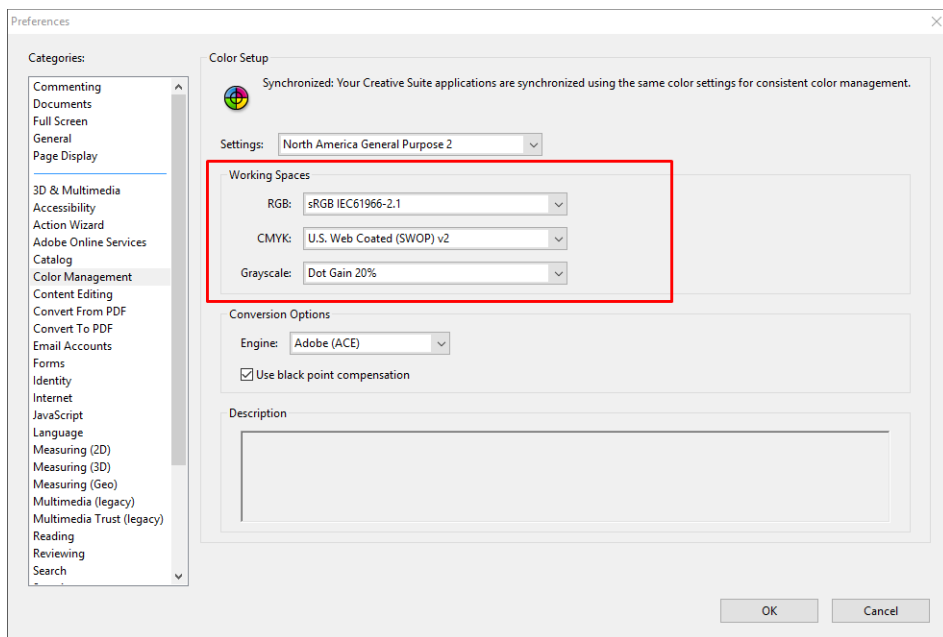 Preferences
Categories:
Commenting
Documents
Full Screen
General
Page Display
3D & Multimedia
Accessibility
Action Wizard
Adobe Online Services
Catalog
Color Management
Content Editing
Convert From PDF
Convert To PDF
Email Accounts
Forms
Identity
Internet
JavaScript
Language
Measuring (2D)
Measuring (3D)
Measuring (Geo)
Multimedia (legacy)
Multimedia Trust (legacy)
Reading
Reviewing
Search
Color Setup
Synchronized: Your Creative Suite applications are synchronized using the same color settings for consistent color management.
Settings: North America General Purpose 2
Working Spaces
RGB: sRGB IEC61966-2.1
CMYK: U.S. Web Coated (SWOP) v2
Grayscale: Dot Gain 20%
Conversion Options
Engine: Adobe (ACE)
Use black point compensation
Description
OK Cancel